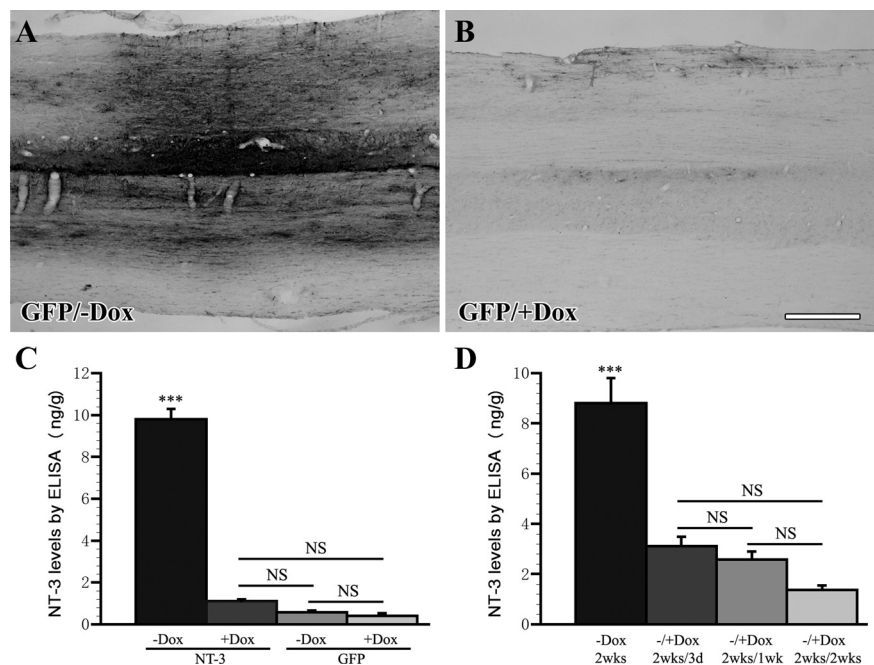 A
B
GFP/-Dox
GFP/+Dox
C
D
NT-3 levels by ELISA ( ng/g)
12
10
8
6
4
2
0
***
NS
NS
NS
-Dox +Dox -Dox +Dox
NT-3 GFP
NT-3 levels by ELISA ( ng/g)
10
8
6
4
2
0
***
NS
NS
NS
-Dox -/+Dox -/+Dox -/+Dox
2wks 2wks/3d 2wks/1wk 2wks/2wks